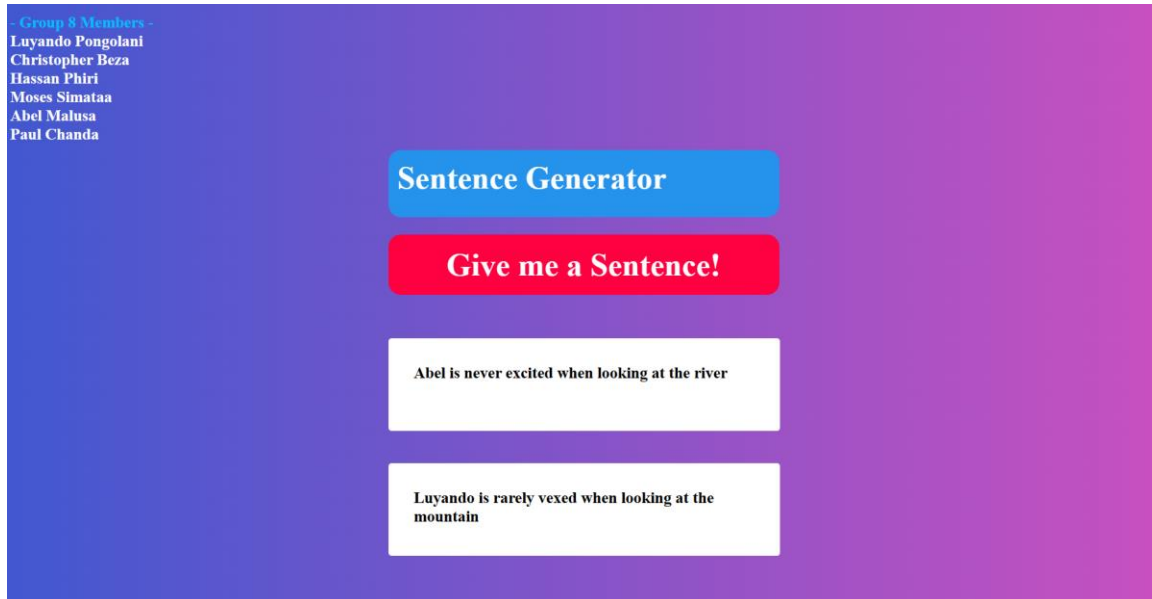 - Group 8 Members -
Luyando Pongolani
Christopher Beza
Hassan Phiri
Moses Simataa
Abel Malusa
Paul Chanda
Sentence Generator
Give me a Sentence!
Abel is never excited when looking at the river
Luyando is rarely vexed when looking at the
mountain